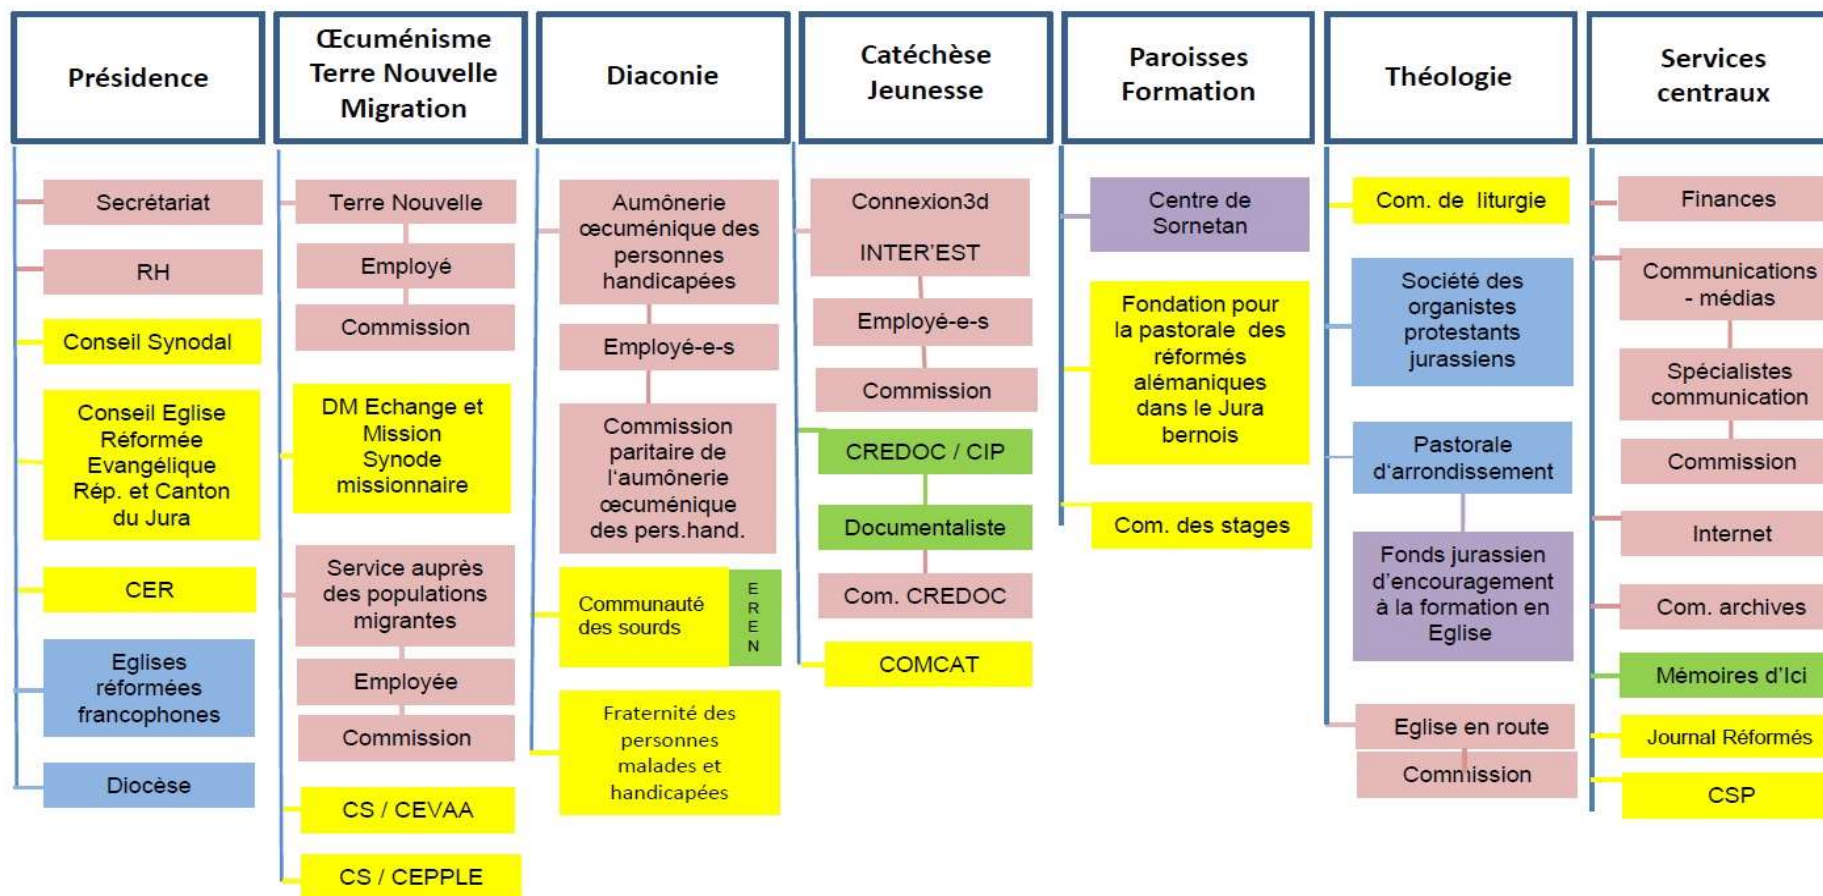 Présidence
Secrétariat
RH
Conseil Synodal
Conseil Eglise
Réformée
Evangélique
Rép. et Canton
du Jura
CER
Eglises
réformées
francophones
Diocèse
Œcuménisme
Terre Nouvelle
Migration
Terre Nouvelle
Employé
Commission
DM Echange et
Mission
Synode
missionnaire
Service auprès
des populations
migrantes
Employée
Commission
CS / CEVAA
CS / CEPPLE
Diaconie
Aumônerie
œcuménique des
personnes
handicapées
Employé-e-s
Commission
paritaire de
l'aumônerie
œcuménique
des pers.hand.
Communauté
des sourds
E
R
E
E
N
Fraternité des
personnes
malades et
handicapées
Catéchèse
Jeunesse
Connexion3d
INTER'EST
Employé-e-s
Commission
CREDOC / CIP
Documentaliste
Com. CREDOC
COMCAT
Paroisses
Formation
Centre de
Sornetan
Fondation pour
la pastorale des
réformés
alémaniques
dans le Jura
bernois
Com. des stages
Théologie
Com. de liturgie
Société des
organistes
protestants
jurassiens
Pastorale
d'arrondissement
Fonds jurassien
d'encouragement
à la formation en
Eglise
Eglise en route
Commission
Services
centraux
Finances
Communications
- médias
Spécialistes
communication
Commission
Internet
Com. archives
Mémoires d'Ici
Journal Réformés
CSP